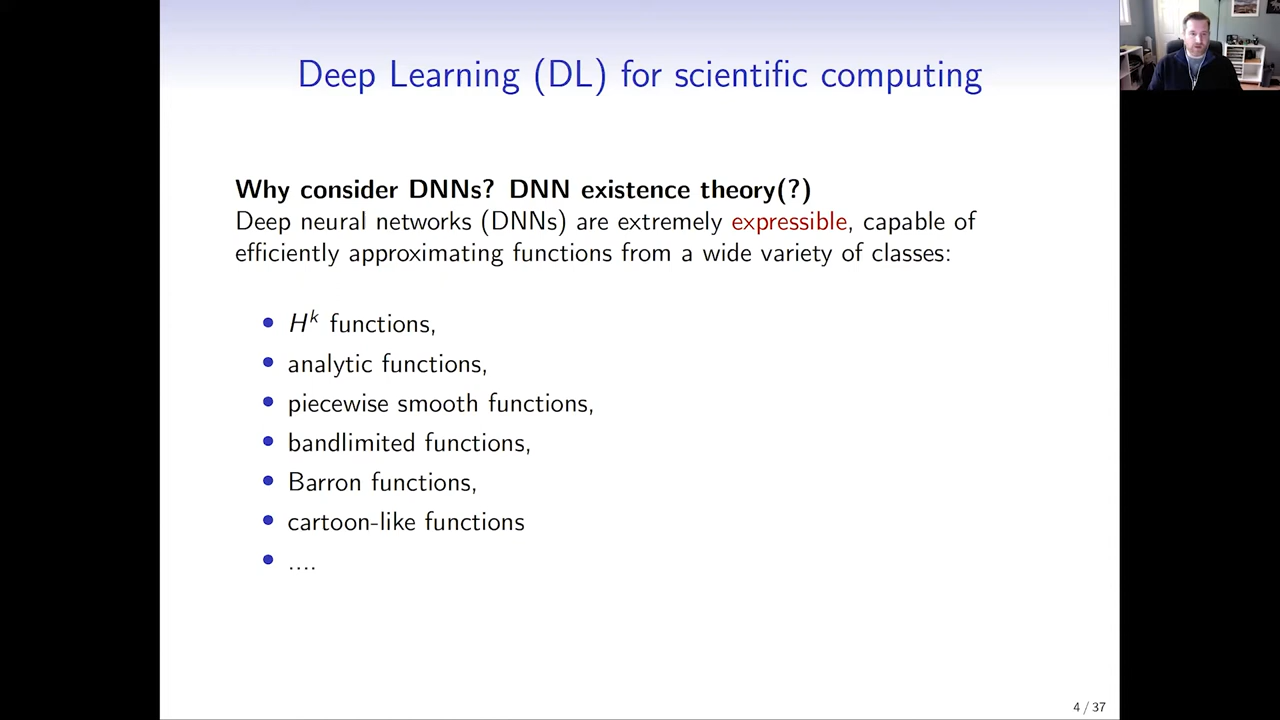 Deep Learning (DL) for scientific computing
Why consider DNNs? DNN existence theory(?)
Deep neural networks (DNNs) are extremely expressible, capable of
efficiently approximating functions from a wide variety of classes:
• Hᵏ functions,
• analytic functions,
• piecewise smooth functions,
• bandlimited functions,
• Barron functions,
• cartoon-like functions
• ....
4 / 37